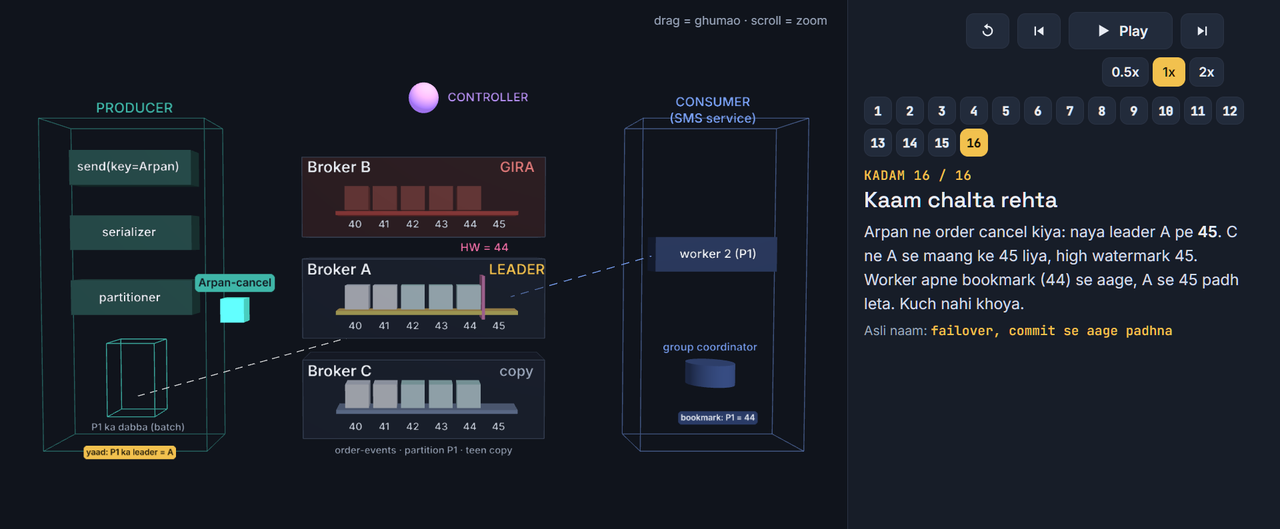 drag = ghumao · scroll = zoom
CONTROLLER
PRODUCER
send(key=Arpan)
serializer
partitioner
Arpan-cancel
P1 ka dabba (batch)
yaad: P1 ka leader = A
Broker B GIRA
40 41 42 43 44 45
HW = 44
Broker A LEADER
40 41 42 43 44 45
Broker C copy
40 41 42 43 44 45
order-events · partition P1 · teen copy
CONSUMER
(SMS service)
worker 2 (P1)
group coordinator
bookmark: P1 = 44
Play
0.5x 1x 2x
1 2 3 4 5 6 7 8 9 10 11 12
13 14 15 16
KADAM 16 / 16
Kaam chalta rehta
Arpan ne order cancel kiya: naya leader A pe 45. C
ne A se maang ke 45 liya, high watermark 45.
Worker apne bookmark (44) se aage, A se 45 padh
leta. Kuch nahi khoya.
Asli naam: failover, commit se aage padhna